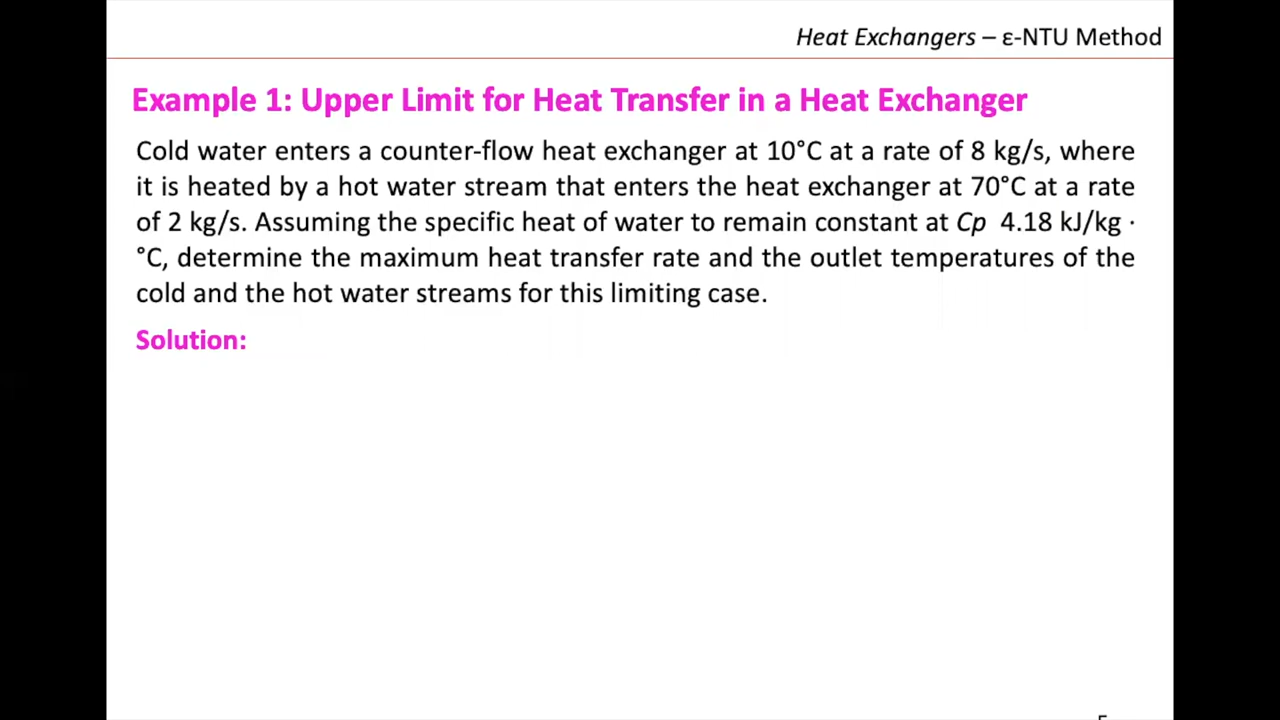 Heat Exchangers – ε-NTU Method
Example 1: Upper Limit for Heat Transfer in a Heat Exchanger
Cold water enters a counter-flow heat exchanger at 10°C at a rate of 8 kg/s, where
it is heated by a hot water stream that enters the heat exchanger at 70°C at a rate
of 2 kg/s. Assuming the specific heat of water to remain constant at Cp 4.18 kJ/kg ·
°C, determine the maximum heat transfer rate and the outlet temperatures of the
cold and the hot water streams for this limiting case.
Solution: